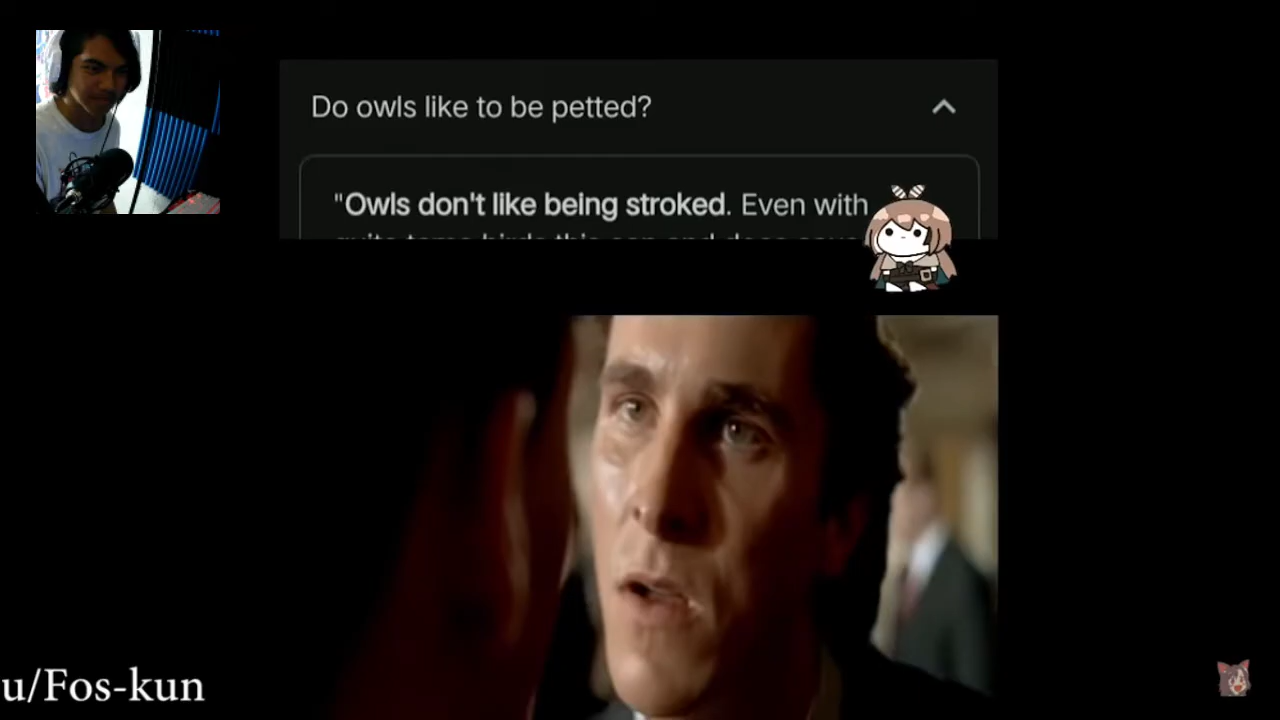 Do owls like to be petted?
"Owls don't like being stroked. Even with
u/Fos-kun